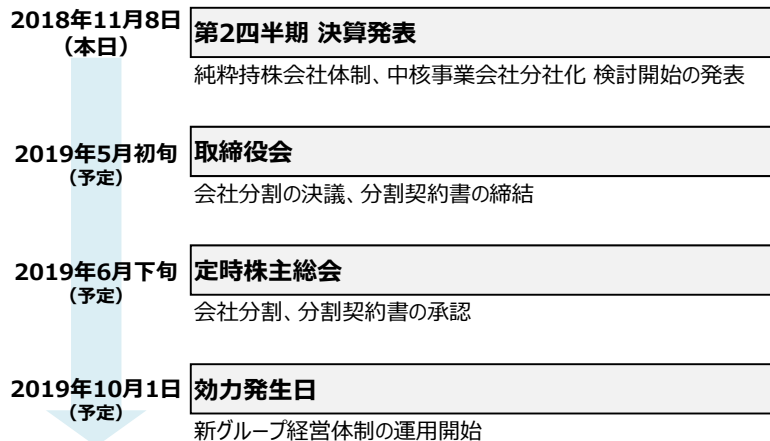 2018年11月8日
(本日)
第2四半期 決算発表
純粋持株会社体制、中核事業会社分社化 検討開始の発表
2019年5月初旬
(予定)
取締役会
会社分割の決議、分割契約書の締結
2019年6月下旬
(予定)
定時株主総会
会社分割、分割契約書の承認
2019年10月1日
(予定)
効力発生日
新グループ経営体制の運用開始